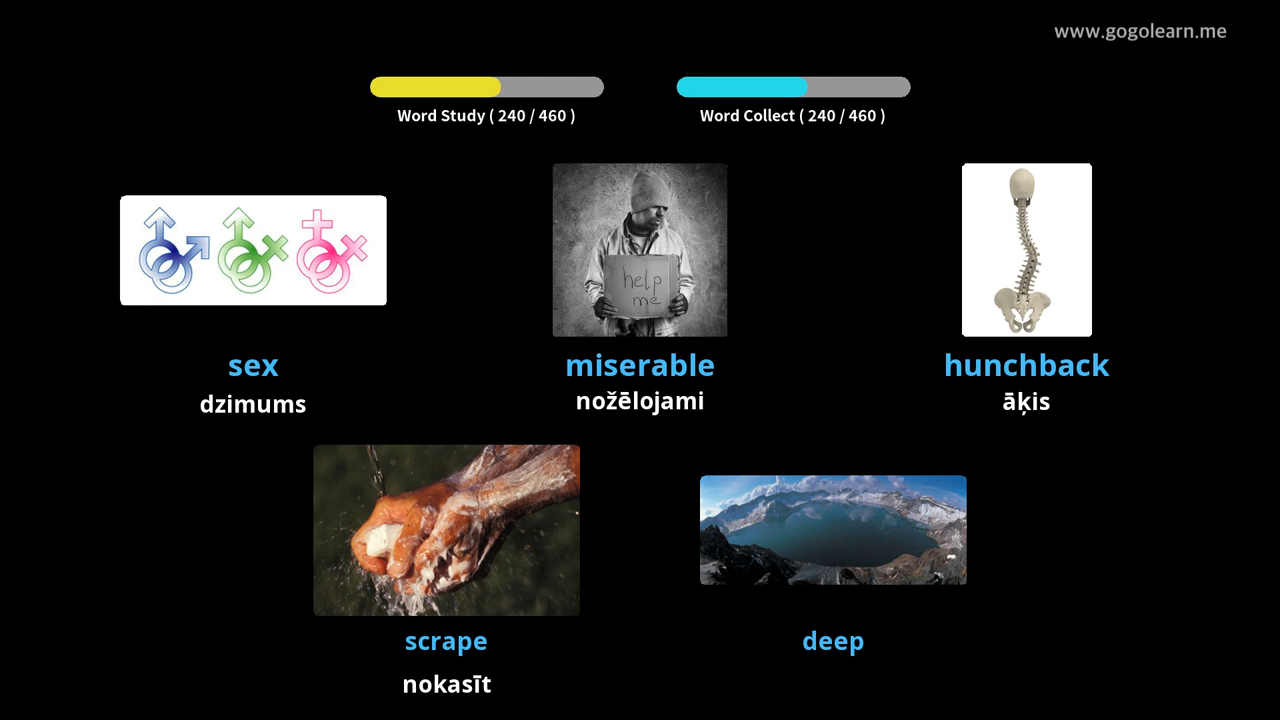 www.gogolearn.me
Word Study ( 240 / 460 )
Word Collect ( 240 / 460 )
help
me
sex
dzimums
miserable
nožēlojami
hunchback
āķis
scrape
nokasīt
deep